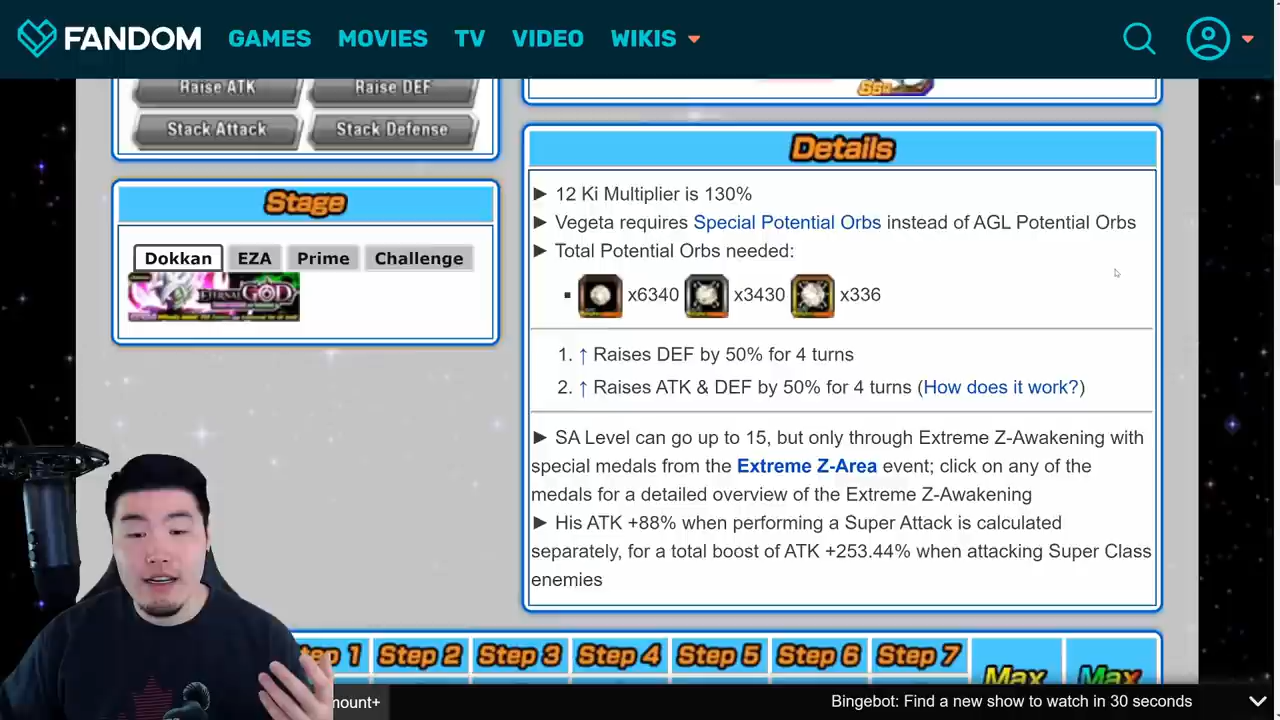 FANDOM GAMES MOVIES TV VIDEO WIKIS
Raise ATK Raise DEF
Stack Attack Stack Defense
Stage
Dokkan EZA Prime Challenge
ETERNAL GOD
Details
► 12 Ki Multiplier is 130%
► Vegeta requires Special Potential Orbs instead of AGL Potential Orbs
► Total Potential Orbs needed:
x6340 x3430 x336
1. ↑ Raises DEF by 50% for 4 turns
2. ↑ Raises ATK & DEF by 50% for 4 turns (How does it work?)
► SA Level can go up to 15, but only through Extreme Z-Awakening with
special medals from the Extreme Z-Area event; click on any of the
medals for a detailed overview of the Extreme Z-Awakening
► His ATK +88% when performing a Super Attack is calculated
separately, for a total boost of ATK +253.44% when attacking Super Class
enemies
Step 1 Step 2 Step 3 Step 4 Step 5 Step 6 Step 7 Max Max
mount+ Bingebot: Find a new show to watch in 30 seconds